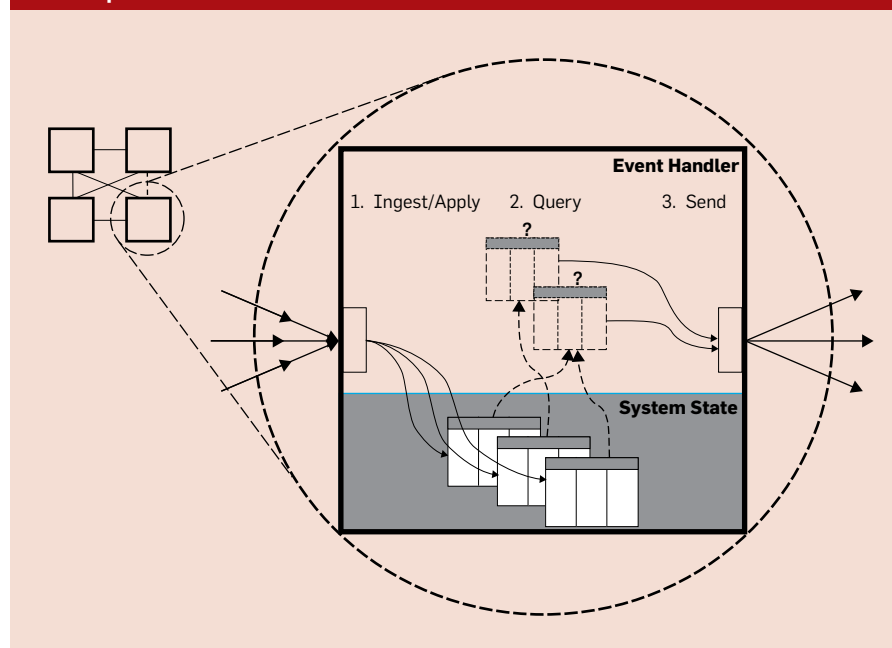 Event Handler
1. Ingest/Apply 2. Query 3. Send
?
?
System State